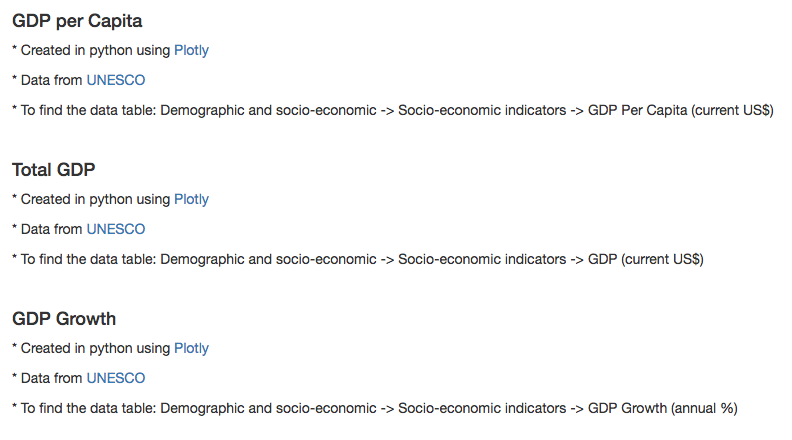 GDP per Capita
* Created in python using Plotly
* Data from UNESCO
* To find the data table: Demographic and socio-economic -> Socio-economic indicators -> GDP Per Capita (current US$)
Total GDP
* Created in python using Plotly
* Data from UNESCO
* To find the data table: Demographic and socio-economic -> Socio-economic indicators -> GDP (current US$)
GDP Growth
* Created in python using Plotly
* Data from UNESCO
* To find the data table: Demographic and socio-economic -> Socio-economic indicators -> GDP Growth (annual %)